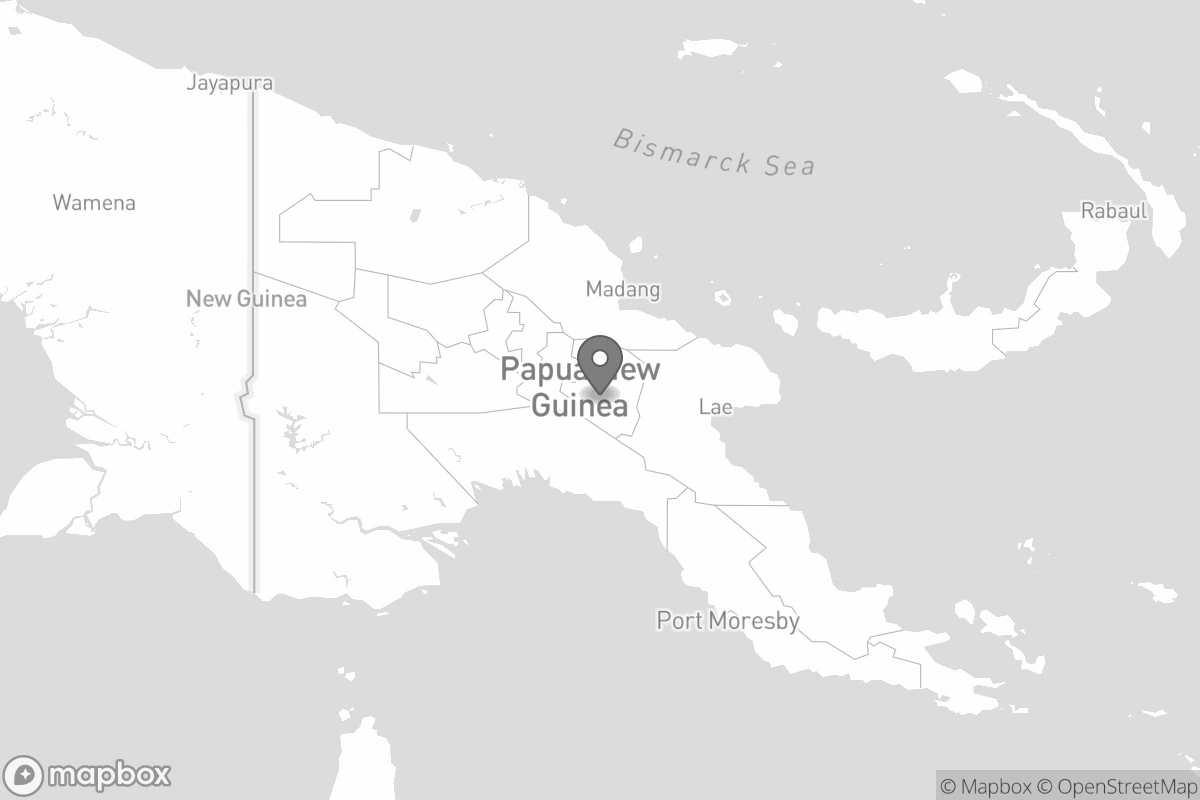 Jayapura
Bismarck Sea
Wamena
Rabaul
New Guinea
Madang
Papua New
Guinea
Lae
Port Moresby
mapbox
© Mapbox © OpenStreetMap